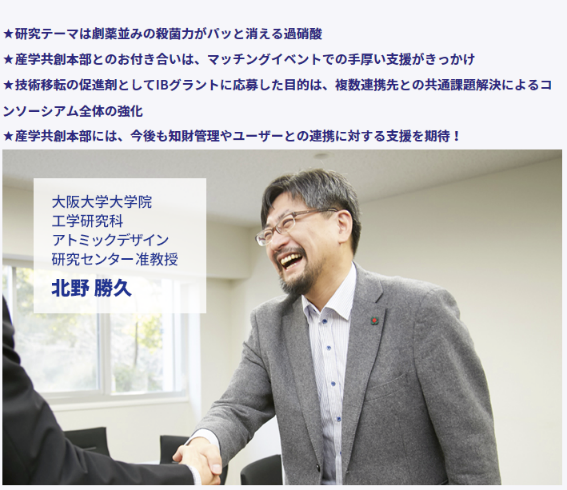 ★研究テーマは劇薬並みの殺菌力がパッと消える過硝酸
★産学共創本部とのお付き合いは、マッチングイベントでの手厚い支援がきっかけ
★技術移転の促進剤としてIBグラントに応募した目的は、複数連携先との共通課題解決によるコ
ンソーシアム全体の強化
★産学共創本部には、今後も知財管理やユーザーとの連携に対する支援を期待！
大阪大学大学院
工学研究科
アトミックデザイン
研究センター 准教授
北野 勝久